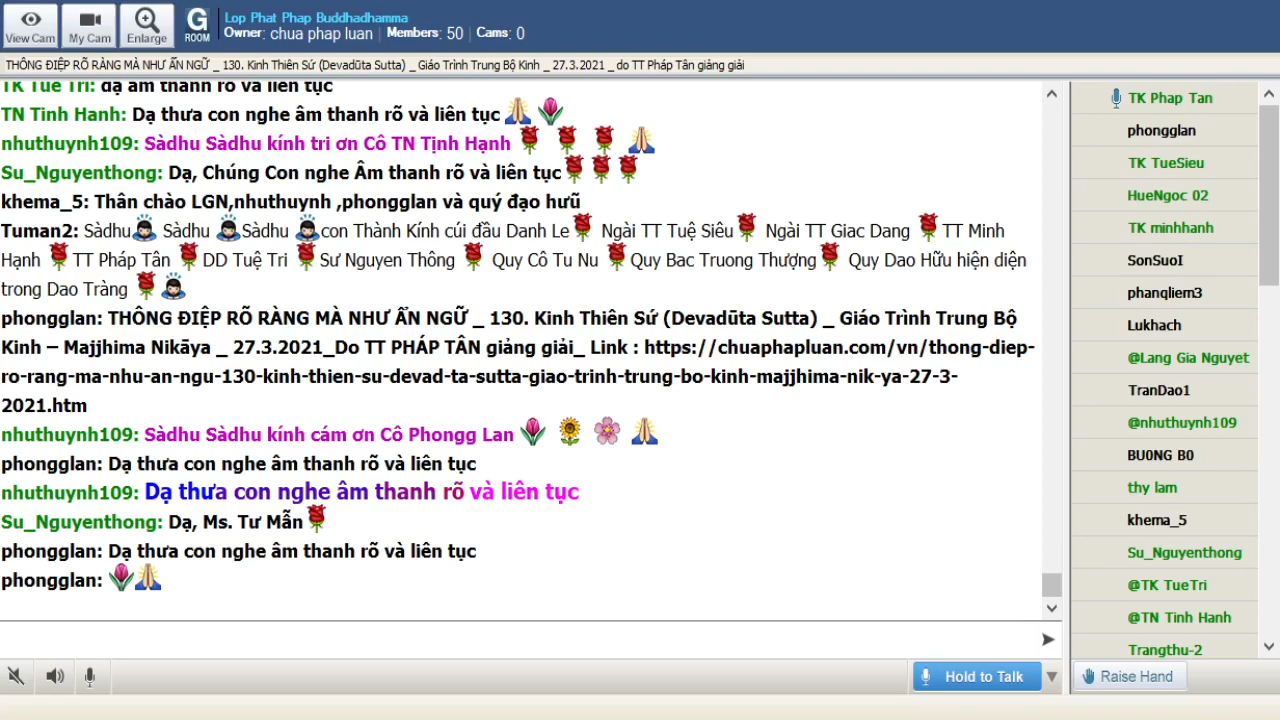 View Cam
My Cam
Enlarge
G
ROOM
Lop Phat Phap Buddhadhamma
Owner: chua phap luan | Members: 50 | Cams: 0
THÔNG ĐIỆP RÕ RÀNG MÀ NHƯ ẨN NGỮ _ 130. Kinh Thiên Sứ (Devadūta Sutta) _ Giáo Trình Trung Bộ Kinh _ 27.3.2021 _ do TT Pháp Tân giảng giải
TK Tue Tri: dạ âm thanh rõ và liên tục
TN Tinh Hanh: Dạ thưa con nghe âm thanh rõ và liên tục
nhuthuynh109: Sàdhu Sàdhu kính tri ơn Cô TN Tịnh Hạnh
Su_Nguyenthong: Dạ, Chúng Con nghe Âm thanh rõ và liên tục
khema_5: Thân chào LGN,nhuthuynh ,phongglan và quý đạo hưũ
Tuman2: Sàdhu Sàdhu Sàdhu con Thành Kính cúi đầu Danh Le Ngài TT Tuệ Siêu Ngài TT Giac Dang TT Minh
Hạnh TT Pháp Tân DD Tuệ Tri Sư Nguyen Thông Quy Cô Tu Nu Quy Bac Truong Thượng Quy Dao Hữu hiện diện
trong Dao Tràng
phongglan: THÔNG ĐIỆP RÕ RÀNG MÀ NHƯ ẨN NGỮ _ 130. Kinh Thiên Sứ (Devadūta Sutta) _ Giáo Trình Trung Bộ
Kinh – Majjhima Nikāya _ 27.3.2021_Do TT PHÁP TÂN giảng giải_ Link : https://chuaphapluan.com/vn/thong-diep-
ro-rang-ma-nhu-an-ngu-130-kinh-thien-su-devad-ta-sutta-giao-trinh-trung-bo-kinh-majjhima-nik-ya-27-3-
2021.htm
nhuthuynh109: Sàdhu Sàdhu kính cám ơn Cô Phongg Lan
phongglan: Dạ thưa con nghe âm thanh rõ và liên tục
nhuthuynh109: Dạ thưa con nghe âm thanh rõ và liên tục
Su_Nguyenthong: Dạ, Ms. Tư Mẫn
phongglan: Dạ thưa con nghe âm thanh rõ và liên tục
phongglan:
Hold to Talk
TK Phap Tan
phongglan
TK TueSieu
HueNgoc 02
TK minhhanh
SonSuoI
phanqliem3
Lukhach
@Lang Gia Nguyet
TranDao1
@nhuthuynh109
BU0NG B0
thy lam
khema_5
Su_Nguyenthong
@TK TueTri
@TN Tinh Hanh
Trangthu-2
Raise Hand